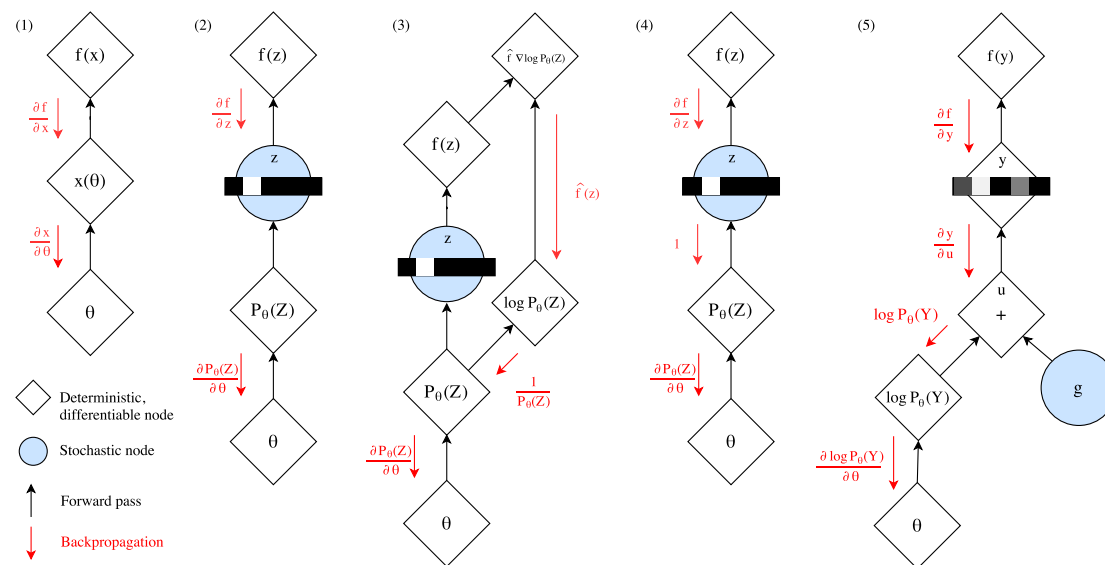 (1)
f(x)
∂f
∂x
x(θ)
∂x
∂θ
θ
(2)
f(z)
∂f
∂z
z
Pθ(Z)
∂Pθ(Z)
∂θ
θ
(3)
f̂ ∇log Pθ(Z)
f(z)
f̂(z)
z
log Pθ(Z)
1
Pθ(Z)
Pθ(Z)
∂Pθ(Z)
∂θ
θ
(4)
f(z)
∂f
∂z
z
1
Pθ(Z)
∂Pθ(Z)
∂θ
θ
(5)
f(y)
∂f
∂y
y
∂y
∂u
u
+
log Pθ(Y)
g
log Pθ(Y)
∂ log Pθ(Y)
∂θ
θ
Deterministic,
differentiable node
Stochastic node
Forward pass
Backpropagation